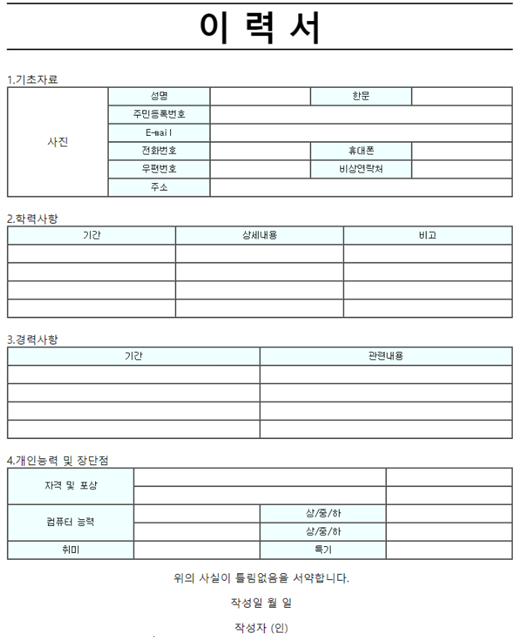 이 력 서
1.기초자료
사진 성명 한문
주민등록번호
E-mail
전화번호 휴대폰
우편번호 비상연락처
주소
2.학력사항
기간 상세내용 비고
3.경력사항
기간 관련내용
4.개인능력 및 장단점
자격 및 포상
컴퓨터 능력 상/중/하
상/중/하
취미 특기
위의 사실이 틀림없음을 서약합니다.
작성일 월 일
작성자 (인)